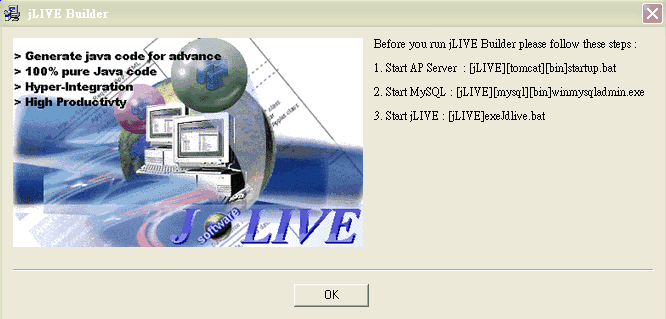 jLIVE Builder
> Generate java code for advance
> 100% pure Java code
> Hyper-Integration
> High Productivty
J LIVE
software
Before you run jLIVE Builder please follow these steps :
1. Start AP Server : [jLIVE][tomcat][bin]startup.bat
2. Start MySQL : [jLIVE][mysql][bin]winmysqladmin.exe
3. Start jLIVE : [jLIVE]exeJdlive.bat
OK